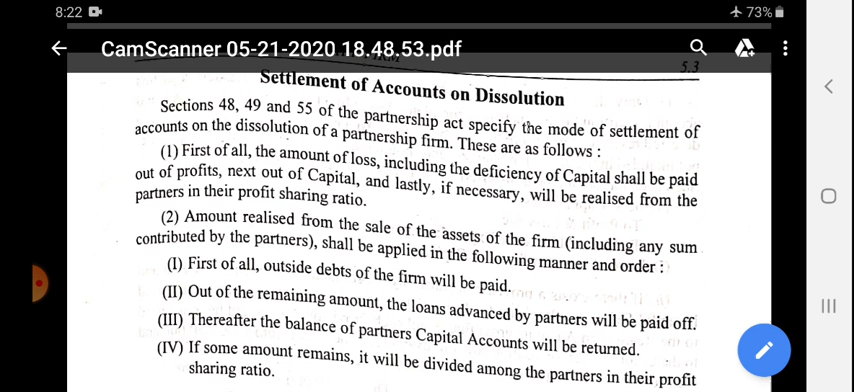 8:22 73%
CamScanner 05-21-2020 18.48.53.pdf
5.3
Settlement of Accounts on Dissolution
Sections 48, 49 and 55 of the partnership act specify the mode of settlement of
accounts on the dissolution of a partnership firm. These are as follows :
(1) First of all, the amount of loss, including the deficiency of Capital shall be paid
out of profits, next out of Capital, and lastly, if necessary, will be realised from the
partners in their profit sharing ratio.
(2) Amount realised from the sale of the assets of the firm (including any sum
contributed by the partners), shall be applied in the following manner and order :
(I) First of all, outside debts of the firm will be paid.
(II) Out of the remaining amount, the loans advanced by partners will be paid off.
(III) Thereafter the balance of partners Capital Accounts will be returned.
(IV) If some amount remains, it will be divided among the partners in their profit
sharing ratio.